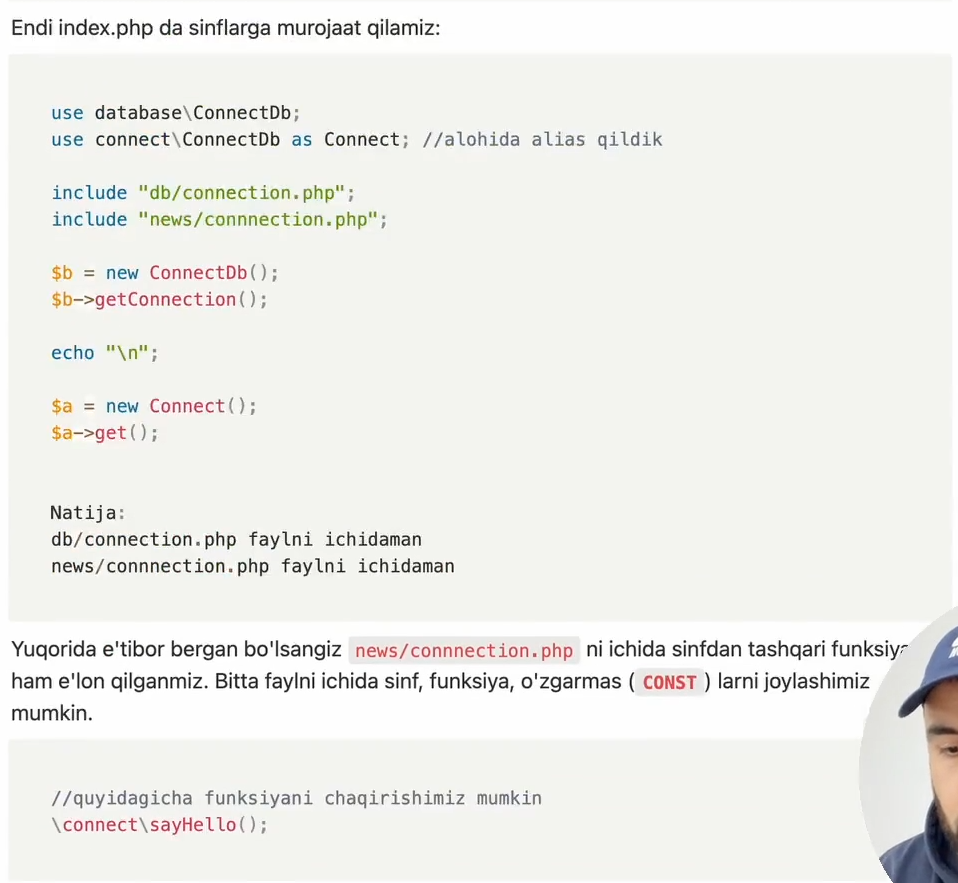 Endi index.php da sinflarga murojaat qilamiz:
use database\ConnectDb;
use connect\ConnectDb as Connect; //alohida alias qildik
include "db/connection.php";
include "news/connnection.php";
$b = new ConnectDb();
$b->getConnection();
echo "\n";
$a = new Connect();
$a->get();
Natija:
db/connection.php faylni ichidaman
news/connnection.php faylni ichidaman
Yuqorida e'tibor bergan bo'lsangiz news/connnection.php ni ichida sinfdan tashqari funksiya
ham e'lon qilganmiz. Bitta faylni ichida sinf, funksiya, o'zgarmas ( CONST ) larni joylashimiz
mumkin.
//quyidagicha funksiyani chaqirishimiz mumkin
\connect\sayHello();